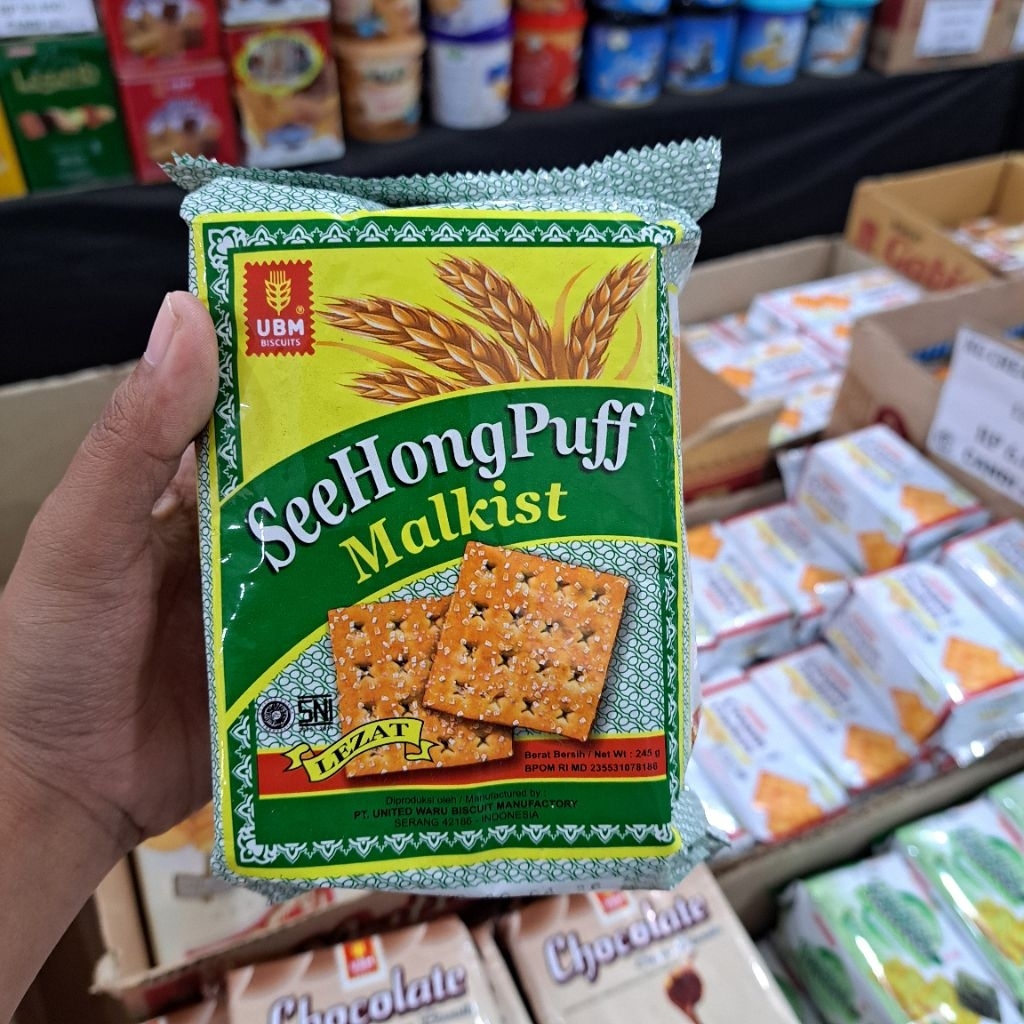 UBM
BISCUITS
®
SeeHongPuff
Malkist
SNI
LEZAT
Berat Bersih / Net Wt : 245 g
BPOM RI MD 235531078186
Diproduksi oleh / Manufactured by :
PT. UNITED WARU BISCUIT MANUFACTORY
SERANG 42186 - INDONESIA
Chocolate
Chocolate